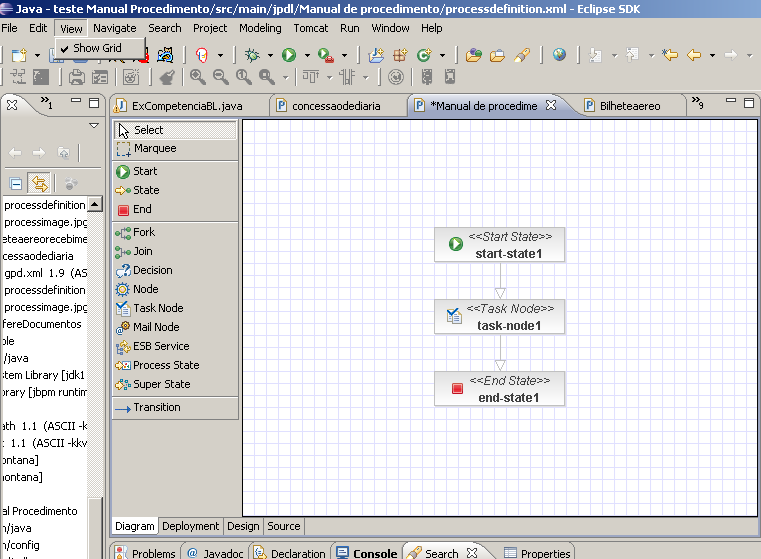 Java - teste Manual Procedimento/src/main/jpdl/Manual de procedimento/processdefinition.xml - Eclipse SDK
File Edit View Navigate Search Project Modeling Tomcat Run Window Help
Show Grid
»1
ExCompetenciaBL.java
concessaodediaria
*Manual de procedime
Bilheteaereo
»9
Select
Marquee
Start
State
End
Fork
Join
Decision
Node
Task Node
Mail Node
ESB Service
Process State
Super State
Transition
processdefinition
processimage.jpg
eteaereorecebime
cessaodediaria
gpd.xml 1.9 (AS
processdefinition
processimage.jpg
fereDocumentos
ple
/java
stem Library [jdk1
brary [jbpm runtim
ath 1.1 (ASCII -k
1.1 (ASCII -kkv
ontana]
ontana]
al Procedimento
n/java
n/config
<<Start State>>
start-state1
<<Task Node>>
task-node1
<<End State>>
end-state1
Diagram Deployment Design Source
Problems Javadoc Declaration Console Search Properties